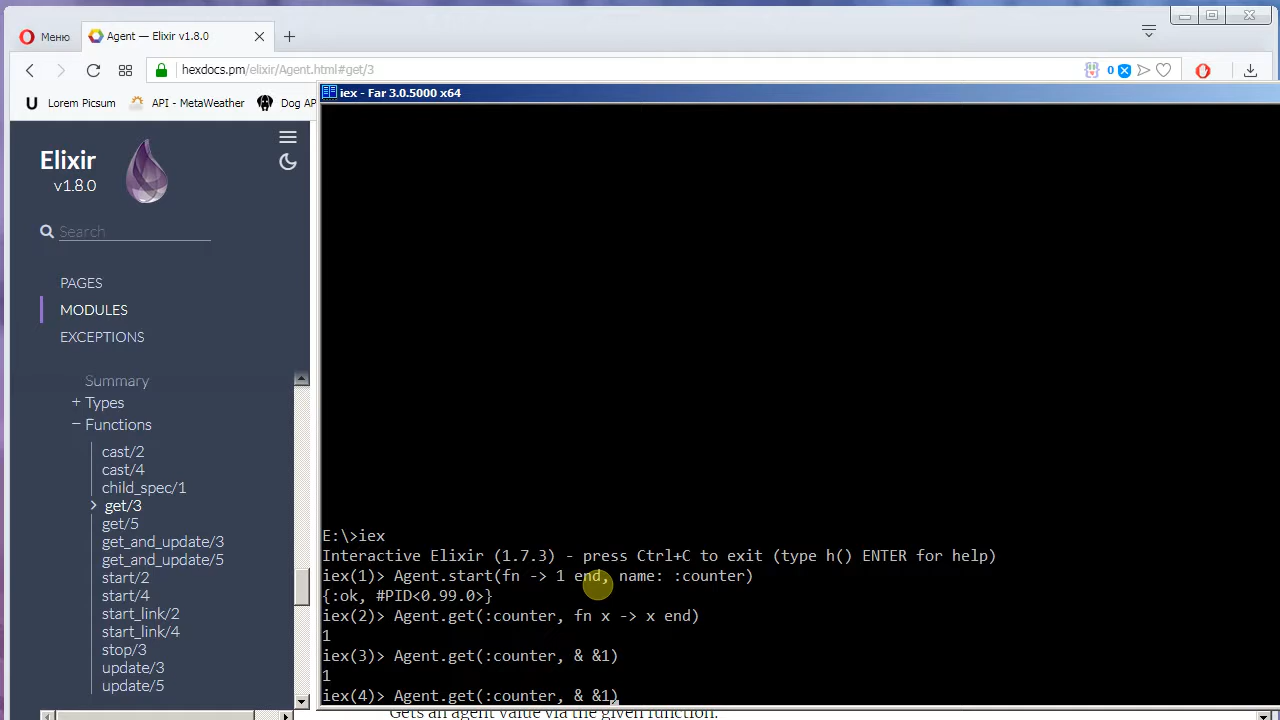 Меню
Agent — Elixir v1.8.0
hexdocs.pm/elixir/Agent.html#get/3
0
U Lorem Picsum
API - MetaWeather
Dog AP
iex - Far 3.0.5000 x64
Elixir
v1.8.0
Search
PAGES
MODULES
EXCEPTIONS
Summary
+ Types
− Functions
cast/2
cast/4
child_spec/1
get/3
get/5
get_and_update/3
get_and_update/5
start/2
start/4
start_link/2
start_link/4
stop/3
update/3
update/5
E:\>iex
Interactive Elixir (1.7.3) - press Ctrl+C to exit (type h() ENTER for help)
iex(1)> Agent.start(fn -> 1 end, name: :counter)
{:ok, #PID<0.99.0>}
iex(2)> Agent.get(:counter, fn x -> x end)
1
iex(3)> Agent.get(:counter, & &1)
1
iex(4)> Agent.get(:counter, & &1)
Gets an agent value via the given function.